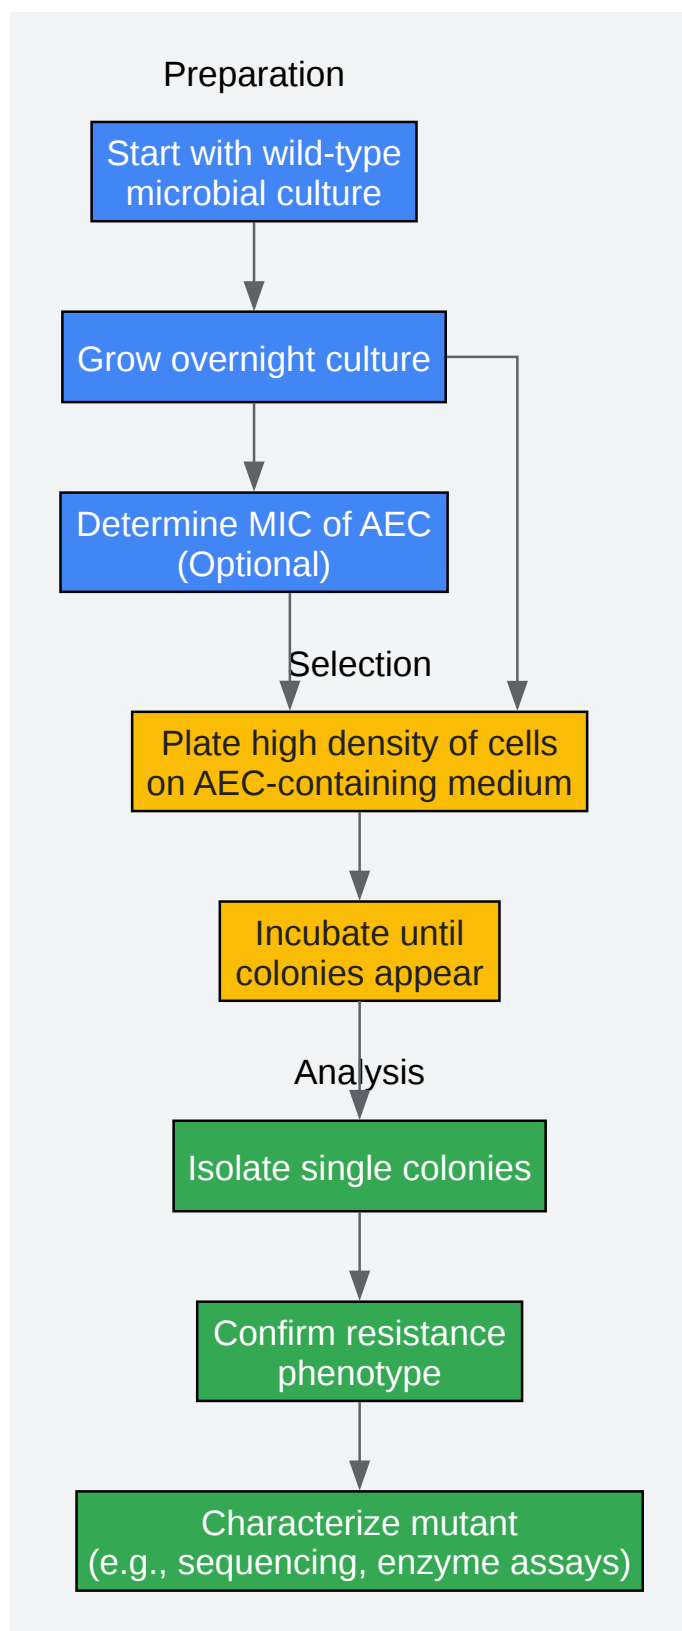 Preparation
Start with wild-type
microbial culture
Grow overnight culture
Determine MIC of AEC
(Optional)
Selection
Plate high density of cells
on AEC-containing medium
Incubate until
colonies appear
Analysis
Isolate single colonies
Confirm resistance
phenotype
Characterize mutant
(e.g., sequencing, enzyme assays)